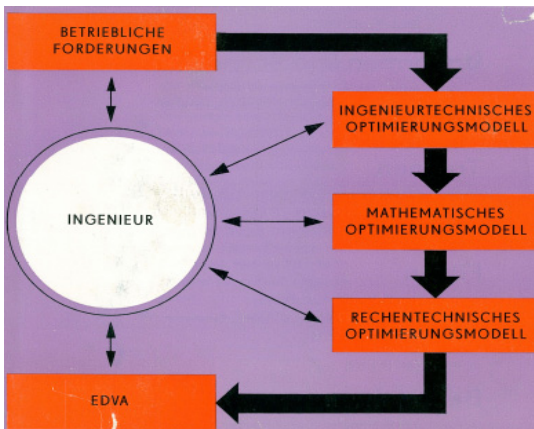 BETRIEBLICHE
FORDERUNGEN
INGENIEURTECHNISCHES
OPTIMIERUNGSMODELL
INGENIEUR
MATHEMATISCHES
OPTIMIERUNGSMODELL
RECHENTECHNISCHES
OPTIMIERUNGSMODELL
EDVA